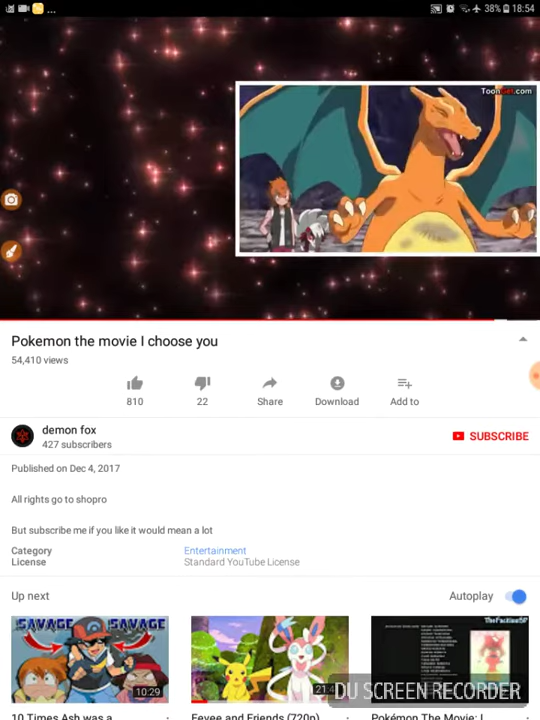 ... 38% 18:54
ToonGet.com
Pokemon the movie I choose you
54,410 views
810 22 Share Download Add to
demon fox
427 subscribers
SUBSCRIBE
Published on Dec 4, 2017
All rights go to shopro
But subscribe me if you like it would mean a lot
Category Entertainment
License Standard YouTube License
Up next Autoplay
SAVAGE SAVAGE
10:29
21:4
DU SCREEN RECORDER
10 Times Ash was a
Eevee and Friends (720p)
Pokémon The Movie: I